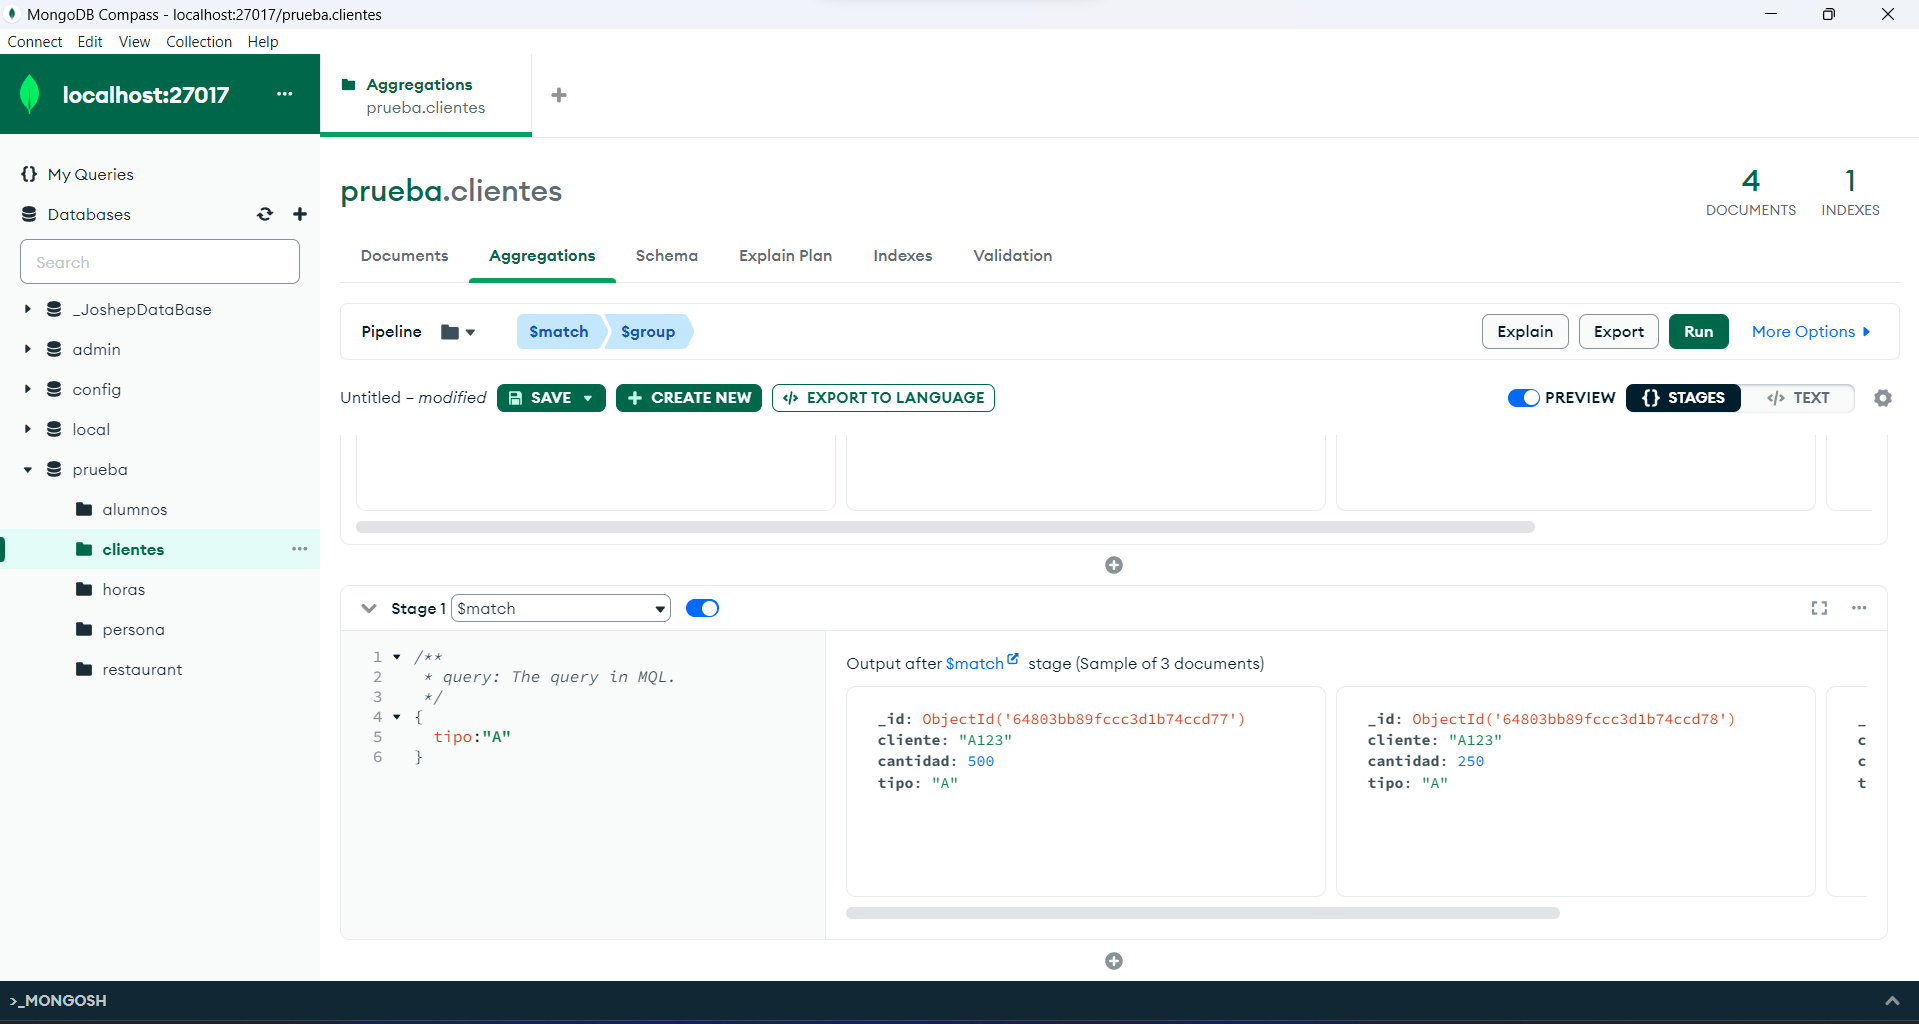 MongoDB Compass - localhost:27017/prueba.clientes
Connect Edit View Collection Help
localhost:27017 ...
Aggregations
prueba.clientes
My Queries
Databases
Search
_JoshepDataBase
admin
config
local
prueba
alumnos
clientes
horas
persona
restaurant
prueba.clientes
4
DOCUMENTS
1
INDEXES
Documents Aggregations Schema Explain Plan Indexes Validation
Pipeline $match $group Explain Export Run More Options
Untitled – modified SAVE + CREATE NEW </> EXPORT TO LANGUAGE PREVIEW {} STAGES </> TEXT
Stage 1 $match
1 /**
2 * query: The query in MQL.
3 */
4 {
5 tipo:"A"
6 }
Output after $match stage (Sample of 3 documents)
_id: ObjectId('64803bb89fccc3d1b74ccd77')
cliente: "A123"
cantidad: 500
tipo: "A"
_id: ObjectId('64803bb89fccc3d1b74ccd78')
cliente: "A123"
cantidad: 250
tipo: "A"
_
c
c
t
>_MONGOSH